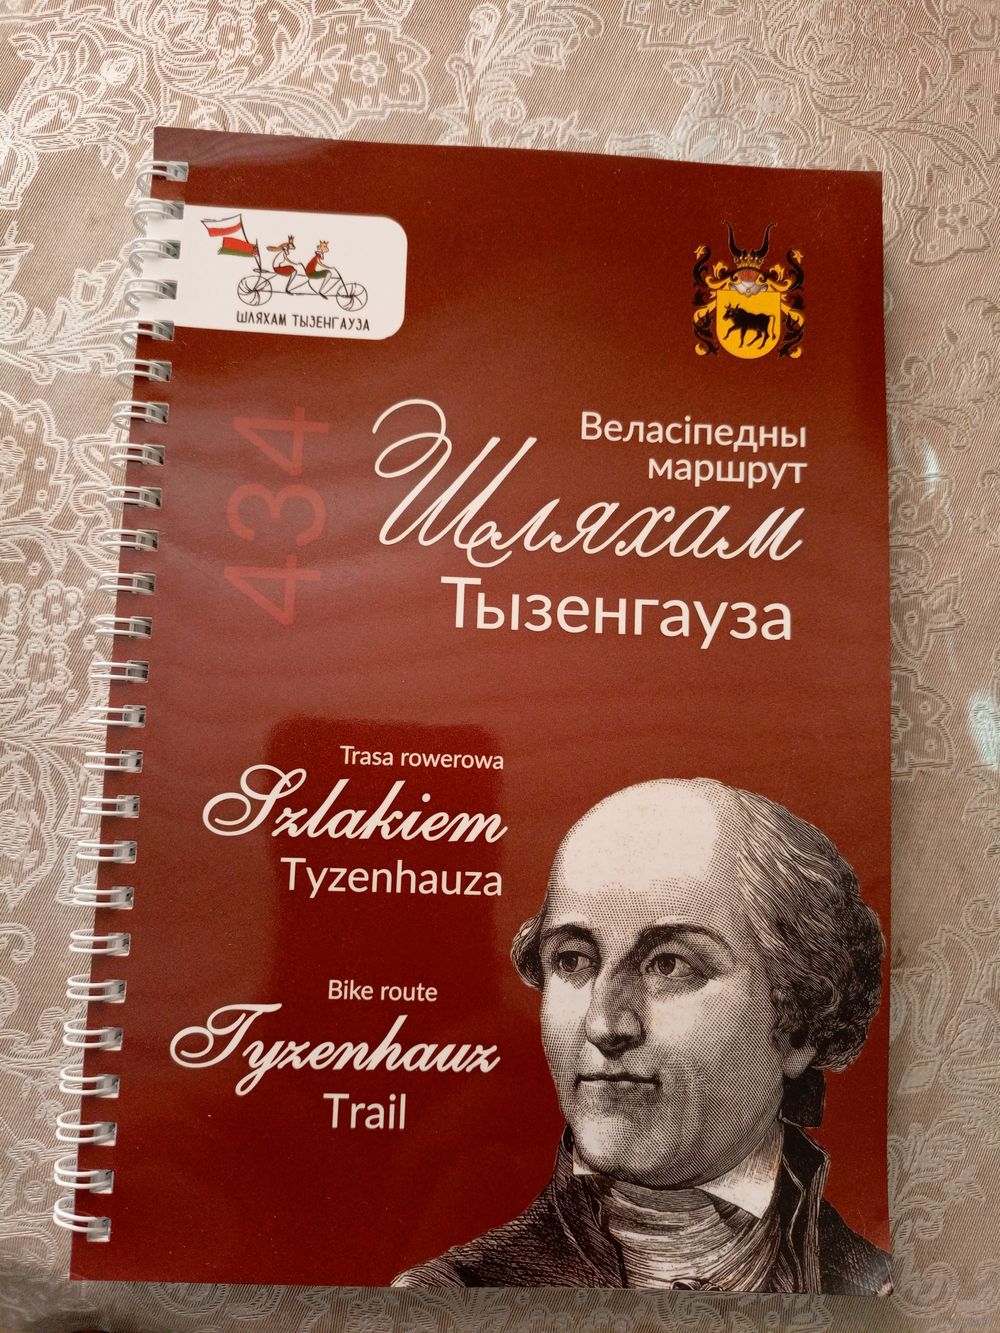 ШЛЯХАМ ТЫЗЕНГАУЗА
434
Веласіпедны
маршрут
Шляхам
Тызенгауза
Trasa rowerowa
Szlakiem
Tyzenhauza
Bike route
Tyzenhauz
Trail